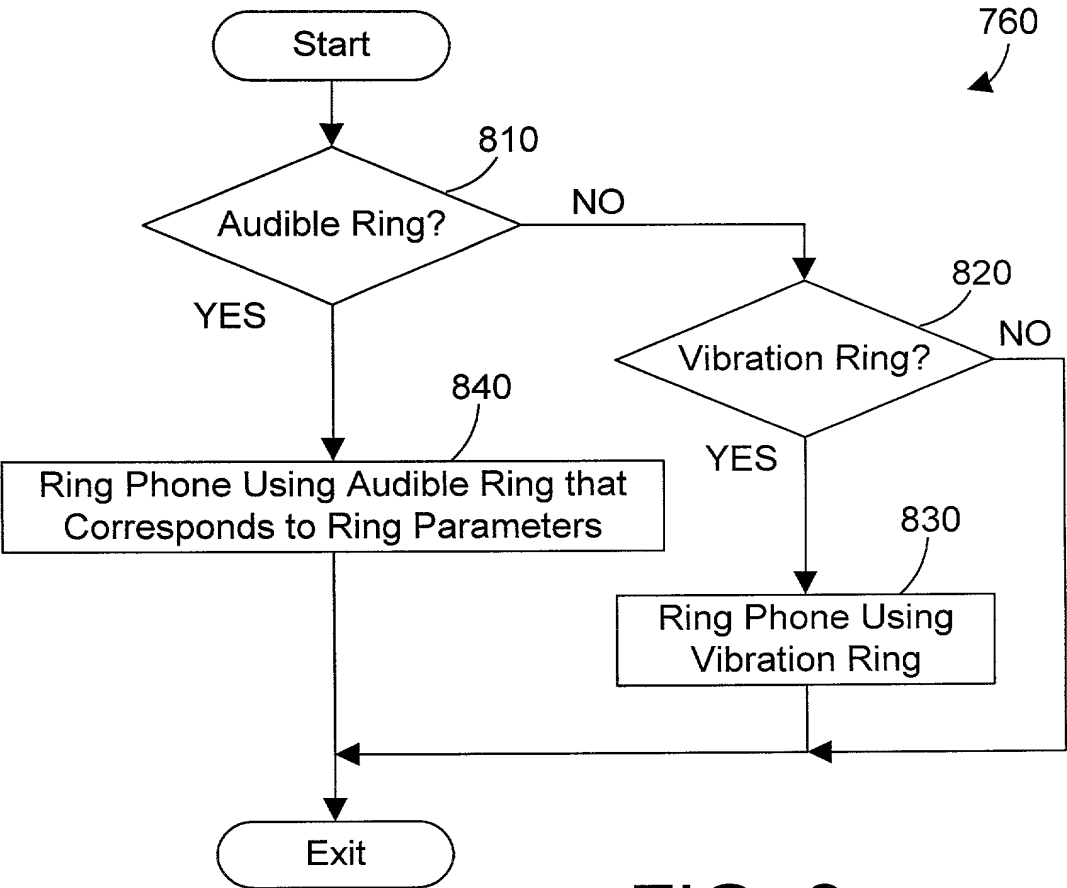 Start
760
810
Audible Ring?
NO
820
YES
Vibration Ring?
NO
840
YES
Ring Phone Using Audible Ring that
Corresponds to Ring Parameters
830
Ring Phone Using
Vibration Ring
Exit